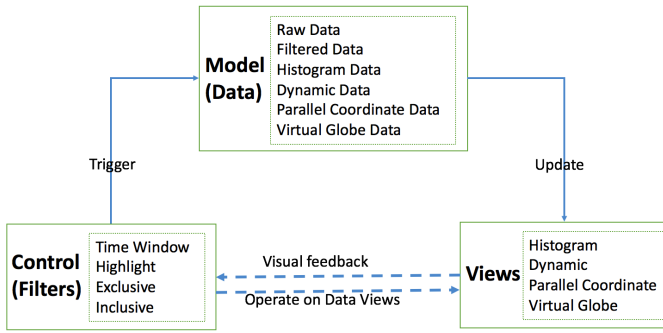 Model
(Data)
Raw Data
Filtered Data
Histogram Data
Dynamic Data
Parallel Coordinate Data
Virtual Globe Data
Trigger
Update
Control
(Filters)
Time Window
Highlight
Exclusive
Inclusive
Visual feedback
Operate on Data Views
Views
Histogram
Dynamic
Parallel Coordinate
Virtual Globe